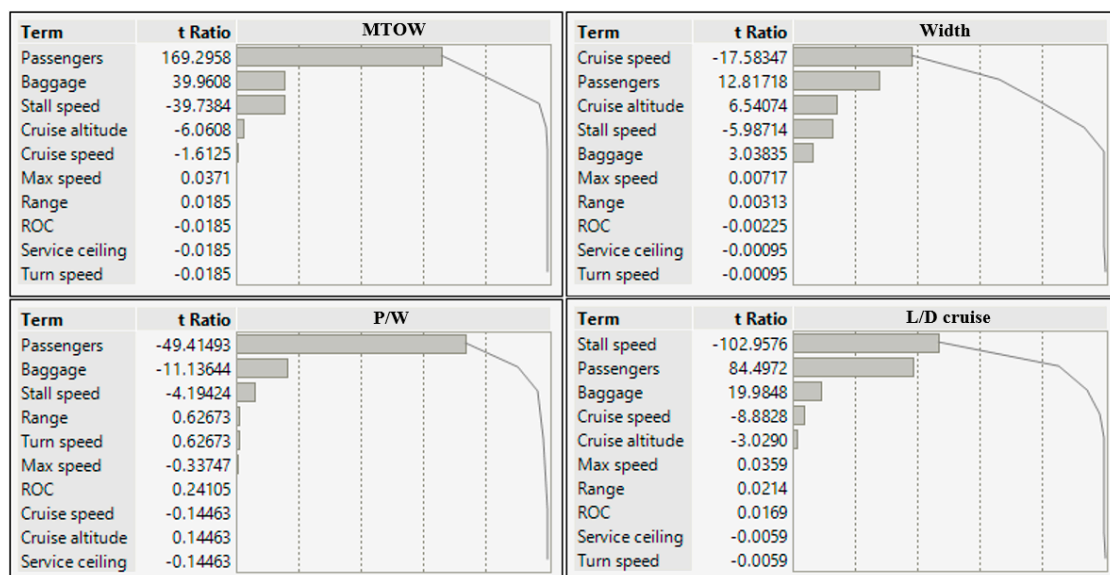 Term t Ratio MTOW
Passengers 169.2958
Baggage 39.9608
Stall speed -39.7384
Cruise altitude -6.0608
Cruise speed -1.6125
Max speed 0.0371
Range 0.0185
ROC -0.0185
Service ceiling -0.0185
Turn speed -0.0185
Term t Ratio Width
Cruise speed -17.58347
Passengers 12.81718
Cruise altitude 6.54074
Stall speed -5.98714
Baggage 3.03835
Max speed 0.00717
Range 0.00313
ROC -0.00225
Service ceiling -0.00095
Turn speed -0.00095
Term t Ratio P/W
Passengers -49.41493
Baggage -11.13644
Stall speed -4.19424
Range 0.62673
Turn speed 0.62673
Max speed -0.33747
ROC 0.24105
Cruise speed -0.14463
Cruise altitude 0.14463
Service ceiling -0.14463
Term t Ratio L/D cruise
Stall speed -102.9576
Passengers 84.4972
Baggage 19.9848
Cruise speed -8.8828
Cruise altitude -3.0290
Max speed 0.0359
Range 0.0214
ROC 0.0169
Service ceiling -0.0059
Turn speed -0.0059